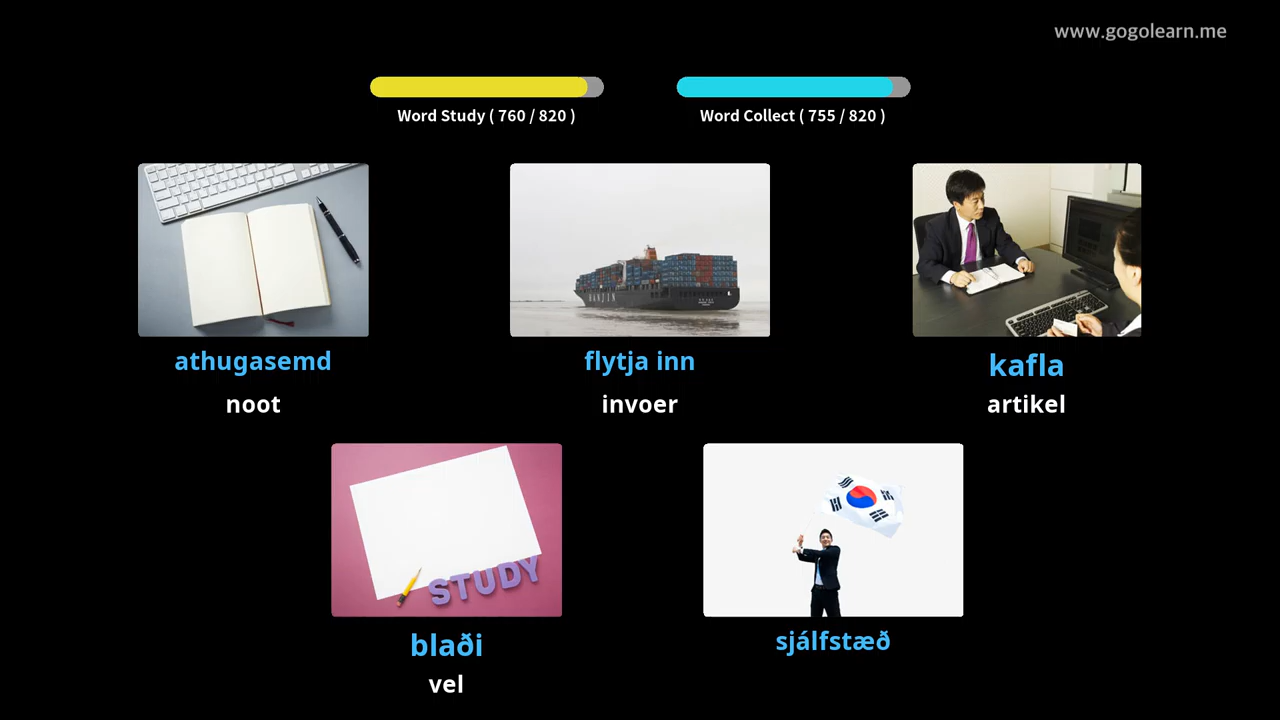 www.gogolearn.me
Word Study ( 760 / 820 )
Word Collect ( 755 / 820 )
HANJIN
athugasemd
flytja inn
kafla
noot
invoer
artikel
STUDY
blaði
sjálfstæð
vel